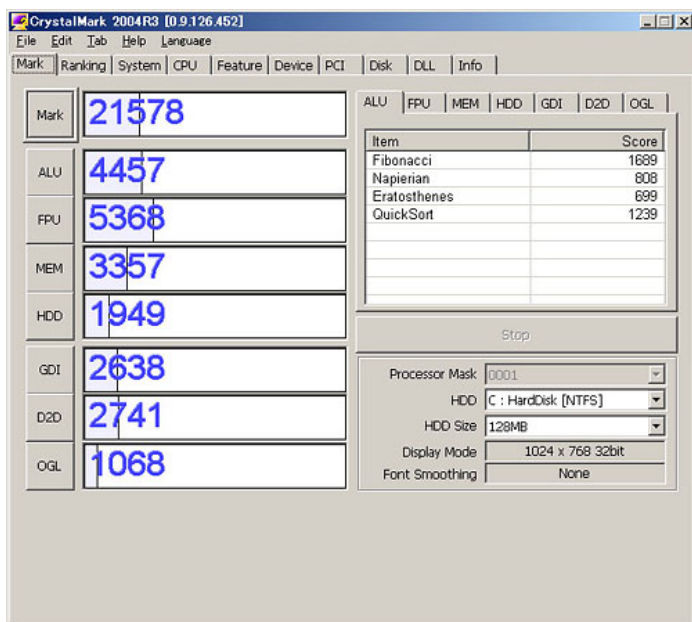 CrystalMark 2004R3 [0.9.126.452]
File Edit Tab Help Language
Mark Ranking System CPU Feature Device PCI Disk DLL Info
Mark 21578
ALU 4457
FPU 5368
MEM 3357
HDD 1949
GDI 2638
D2D 2741
OGL 1068
ALU FPU MEM HDD GDI D2D OGL
Item Score
Fibonacci 1689
Napierian 808
Eratosthenes 699
QuickSort 1239
Stop
Processor Mask 0001
HDD C : HardDisk [NTFS]
HDD Size 128MB
Display Mode 1024 x 768 32bit
Font Smoothing None